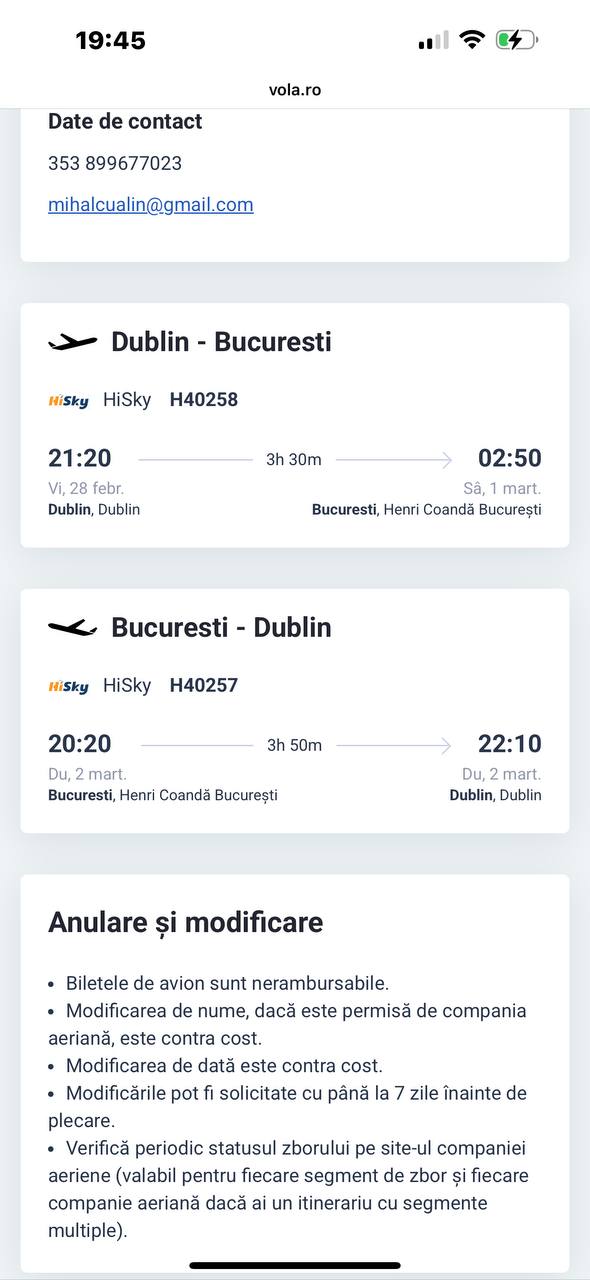 19:45
vola.ro
Date de contact
353 899677023
mihalcualin@gmail.com
Dublin - Bucuresti
HiSky HiSky H40258
21:20 3h 30m 02:50
Vi, 28 febr. Sâ, 1 mart.
Dublin, Dublin Bucuresti, Henri Coandă București
Bucuresti - Dublin
HiSky HiSky H40257
20:20 3h 50m 22:10
Du, 2 mart. Du, 2 mart.
Bucuresti, Henri Coandă București Dublin, Dublin
Anulare și modificare
• Biletele de avion sunt nerambursabile.
• Modificarea de nume, dacă este permisă de compania
aeriană, este contra cost.
• Modificarea de dată este contra cost.
• Modificările pot fi solicitate cu până la 7 zile înainte de
plecare.
• Verifică periodic statusul zborului pe site-ul companiei
aeriene (valabil pentru fiecare segment de zbor și fiecare
companie aeriană dacă ai un itinerariu cu segmente
multiple).